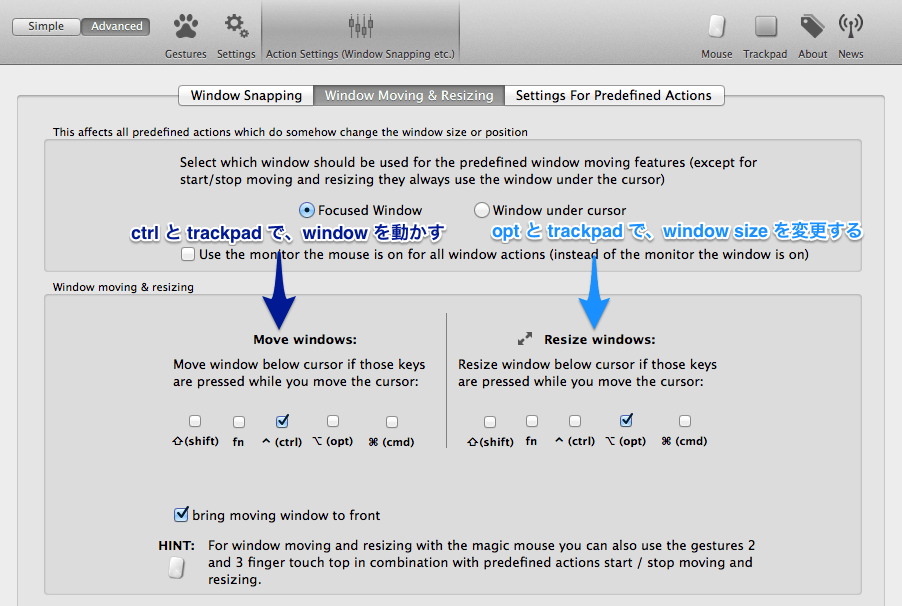 Simple Advanced
Gestures Settings Action Settings (Window Snapping etc.) Mouse Trackpad About News
Window Snapping Window Moving & Resizing Settings For Predefined Actions
This affects all predefined actions which do somehow change the window size or position
Select which window should be used for the predefined window moving features (except for
start/stop moving and resizing they always use the window under the cursor)
Focused Window Window under cursor
ctrl と trackpad で、window を動かす opt と trackpad で、window size を変更する
Use the monitor the mouse is on for all window actions (instead of the monitor the window is on)
Window moving & resizing
Move windows:
Move window below cursor if those keys
are pressed while you move the cursor:
⇧(shift) fn ^ (ctrl) ⌥ (opt) ⌘ (cmd)
Resize windows:
Resize window below cursor if those keys
are pressed while you move the cursor:
⇧(shift) fn ^ (ctrl) ⌥ (opt) ⌘ (cmd)
bring moving window to front
HINT: For window moving and resizing with the magic mouse you can also use the gestures 2
and 3 finger touch top in combination with predefined actions start / stop moving and
resizing.